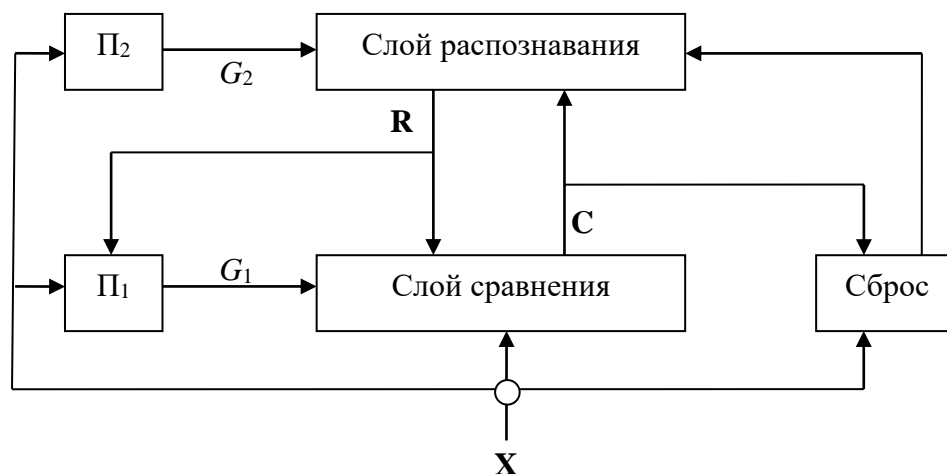 П₂
G₂
Слой распознавания
R
C
П₁
G₁
Слой сравнения
Сброс
X